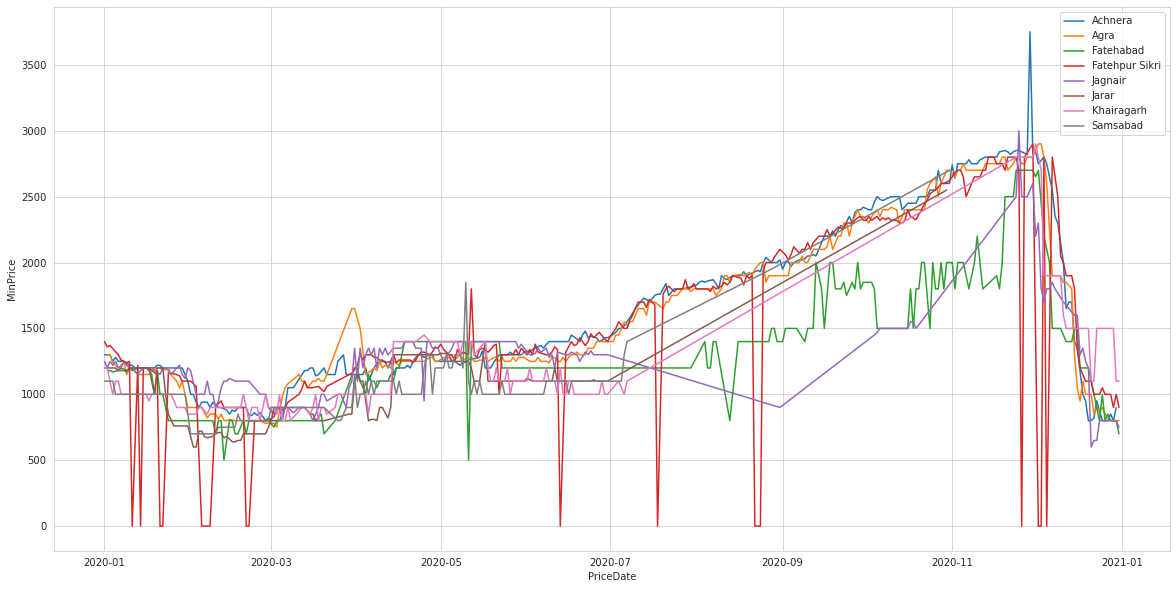 Achnera
Agra
Fatehabad
Fatehpur Sikri
Jagnair
Jarar
Khairagarh
Samsabad
3500
3000
2500
2000
1500
1000
500
0
MinPrice
2020-01
2020-03
2020-05
2020-07
2020-09
2020-11
2021-01
PriceDate